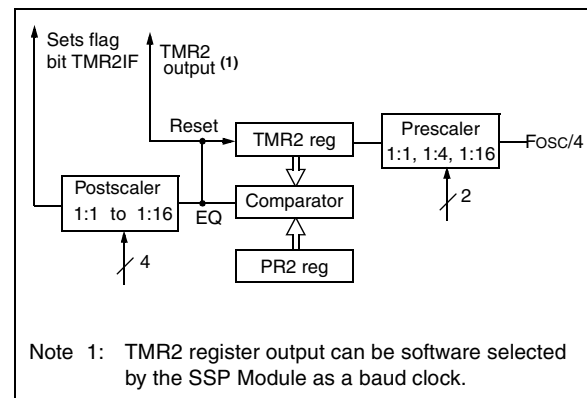 Sets flag
bit TMR2IF
TMR2
output (1)
Reset
TMR2 reg
Prescaler
1:1, 1:4, 1:16
FOSC/4
2
Postscaler
1:1 to 1:16
EQ
Comparator
4
PR2 reg
Note 1: TMR2 register output can be software selected
by the SSP Module as a baud clock.